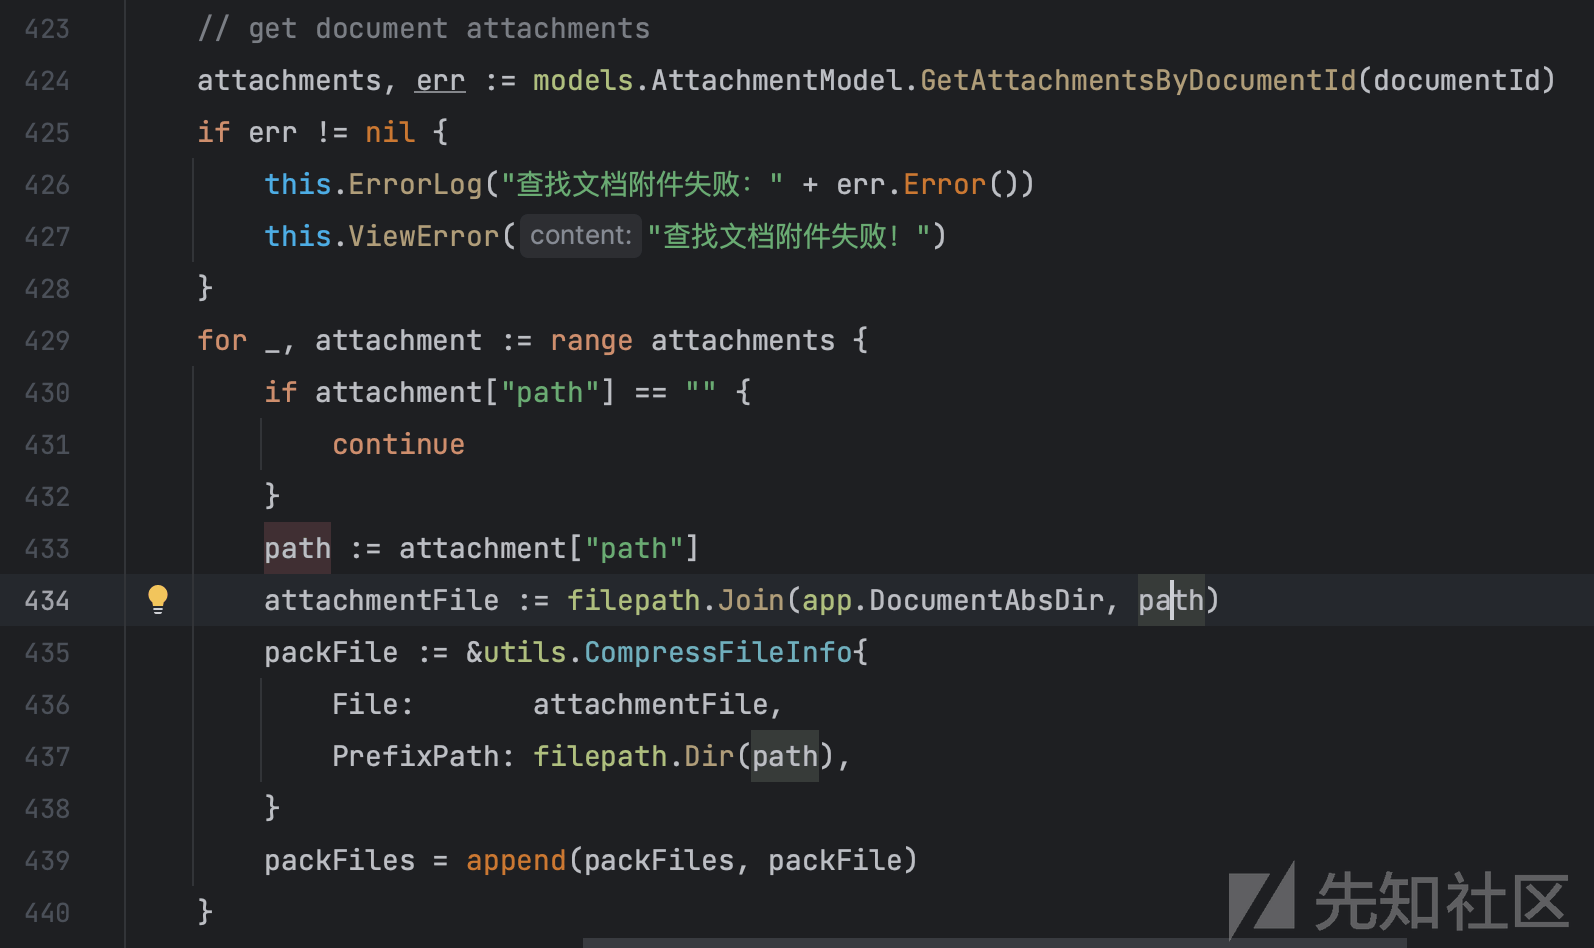 423 // get document attachments
424 attachments, err := models.AttachmentModel.GetAttachmentsByDocumentId(documentId)
425 if err != nil {
426 this.ErrorLog("查找文档附件失败：" + err.Error())
427 this.ViewError(content: "查找文档附件失败！")
428 }
429 for _, attachment := range attachments {
430 if attachment["path"] == "" {
431 continue
432 }
433 path := attachment["path"]
434 attachmentFile := filepath.Join(app.DocumentAbsDir, path)
435 packFile := &utils.CompressFileInfo{
436 File: attachmentFile,
437 PrefixPath: filepath.Dir(path),
438 }
439 packFiles = append(packFiles, packFile)
440 }
先知社区